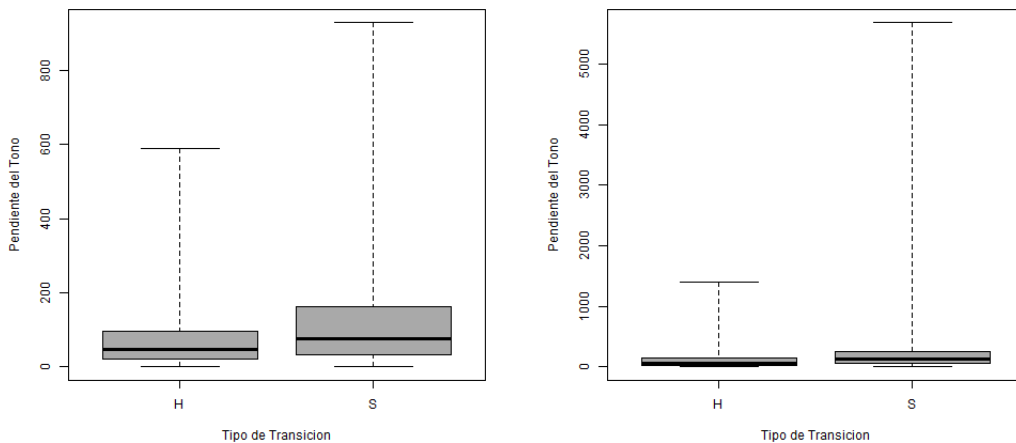 Pendiente del Tono
800
600
400
200
0
H
S
Tipo de Transicion
Pendiente del Tono
5000
4000
3000
2000
1000
0
H
S
Tipo de Transicion